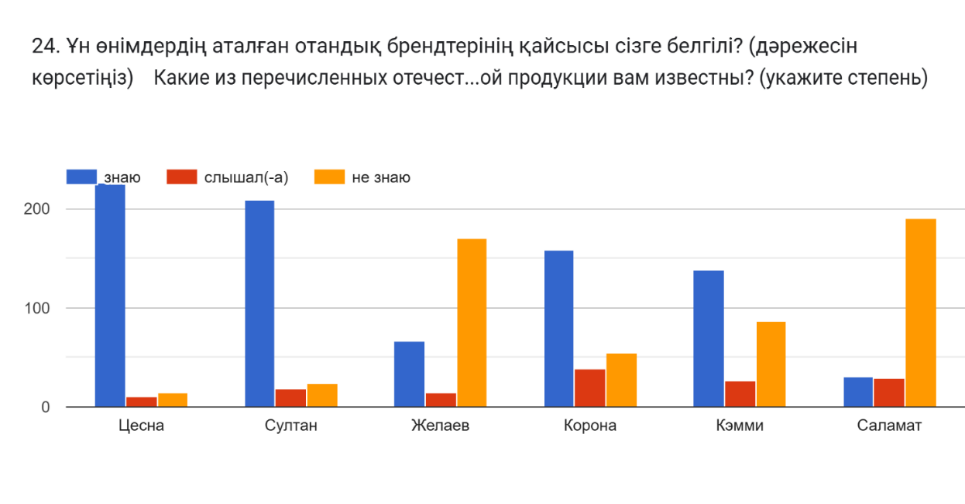 24. Ұн өнімдердің аталған отандық брендтерінің қайсысы сізге белгілі? (дәрежесін
көрсетіңіз) Какие из перечисленных отечест...ой продукции вам известны? (укажите степень)
знаю слышал(-а) не знаю
200
100
0
Цесна Султан Желаев Корона Кэмми Саламат